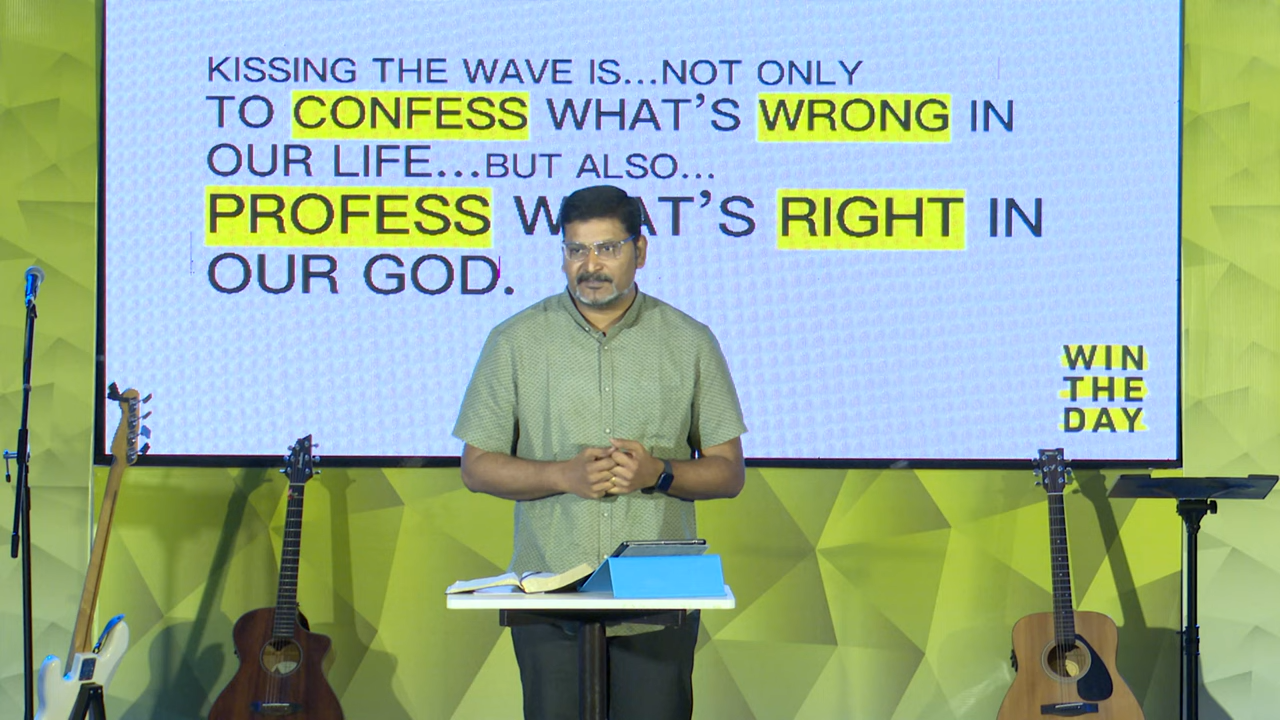 KISSING THE WAVE IS...NOT ONLY
TO CONFESS WHAT'S WRONG IN
OUR LIFE...BUT ALSO...
PROFESS WHAT'S RIGHT IN
OUR GOD.
WIN
THE
DAY